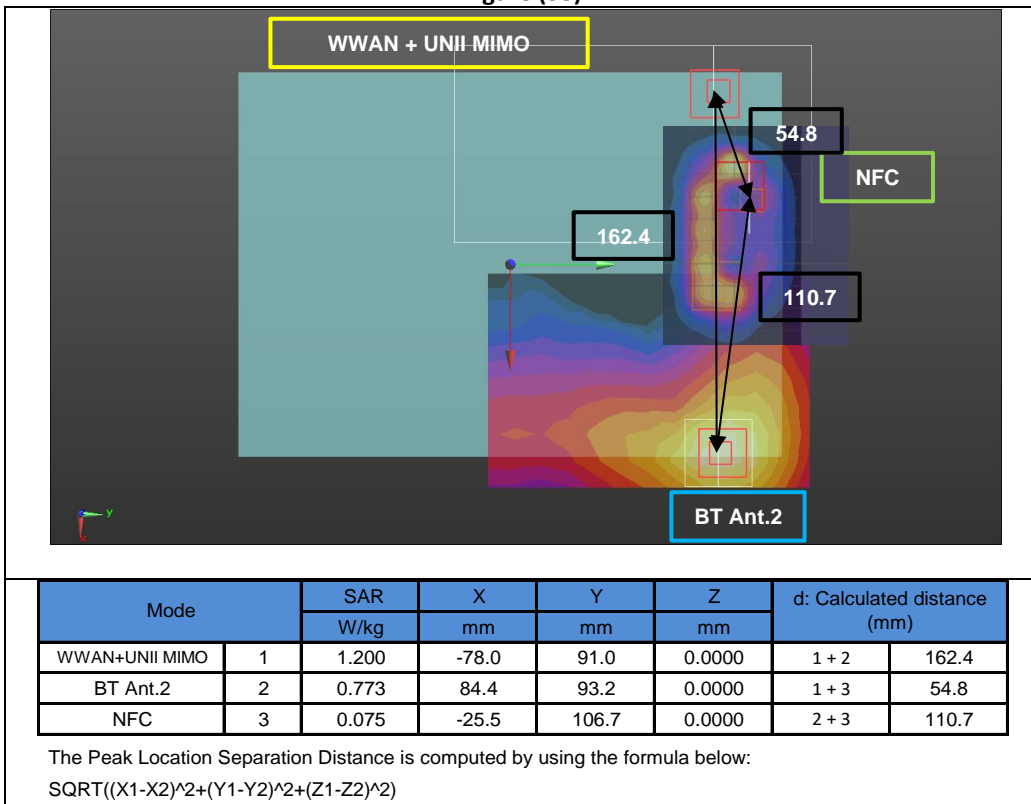 WWAN + UNII MIMO
54.8
NFC
162.4
110.7
BT Ant.2
y
x
Mode SAR X Y Z d: Calculated distance (mm)
W/kg mm mm mm
WWAN+UNII MIMO 1 1.200 -78.0 91.0 0.0000 1 + 2 162.4
BT Ant.2 2 0.773 84.4 93.2 0.0000 1 + 3 54.8
NFC 3 0.075 -25.5 106.7 0.0000 2 + 3 110.7
The Peak Location Separation Distance is computed by using the formula below:
SQRT((X1-X2)^2+(Y1-Y2)^2+(Z1-Z2)^2)